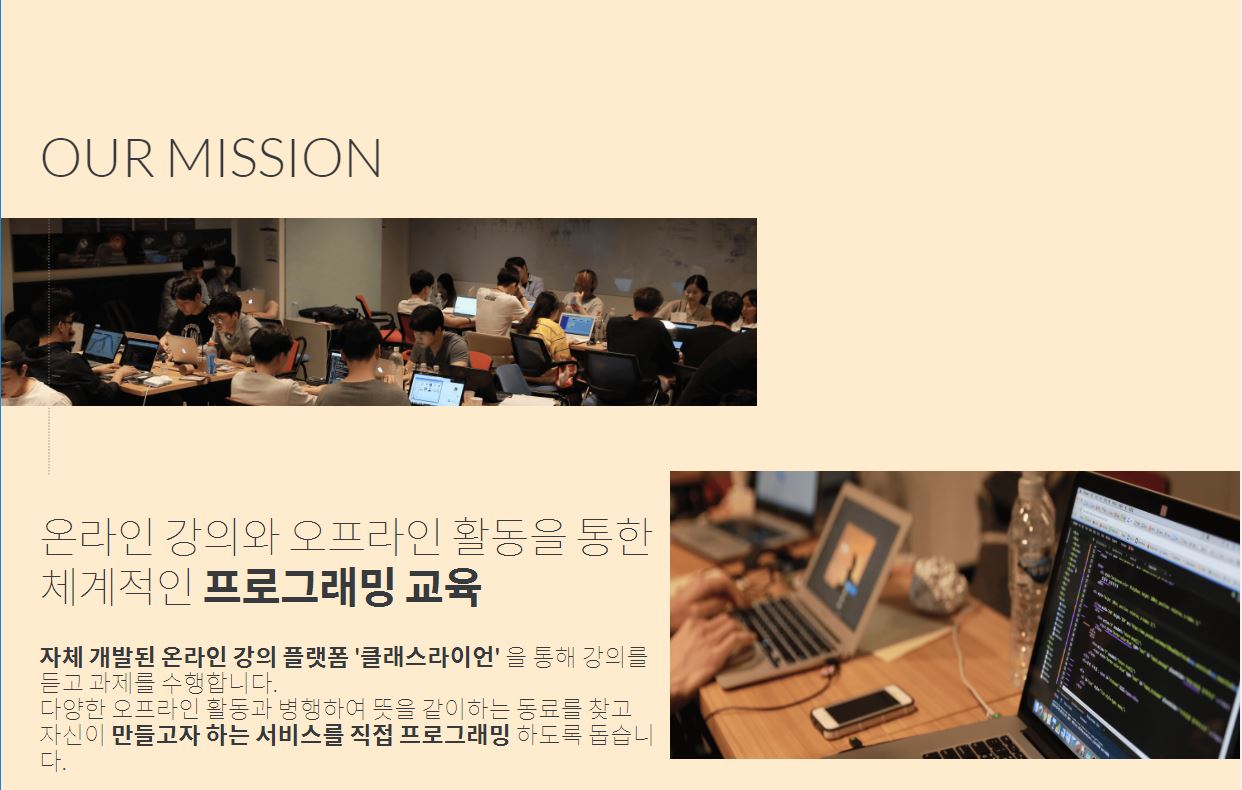 OUR MISSION
온라인 강의와 오프라인 활동을 통한
체계적인 프로그래밍 교육
자체 개발된 온라인 강의 플랫폼 '클래스라이언' 을 통해 강의를
듣고 과제를 수행합니다.
다양한 오프라인 활동과 병행하여 뜻을 같이하는 동료를 찾고
자신이 만들고자 하는 서비스를 직접 프로그래밍 하도록 돕습니
다.